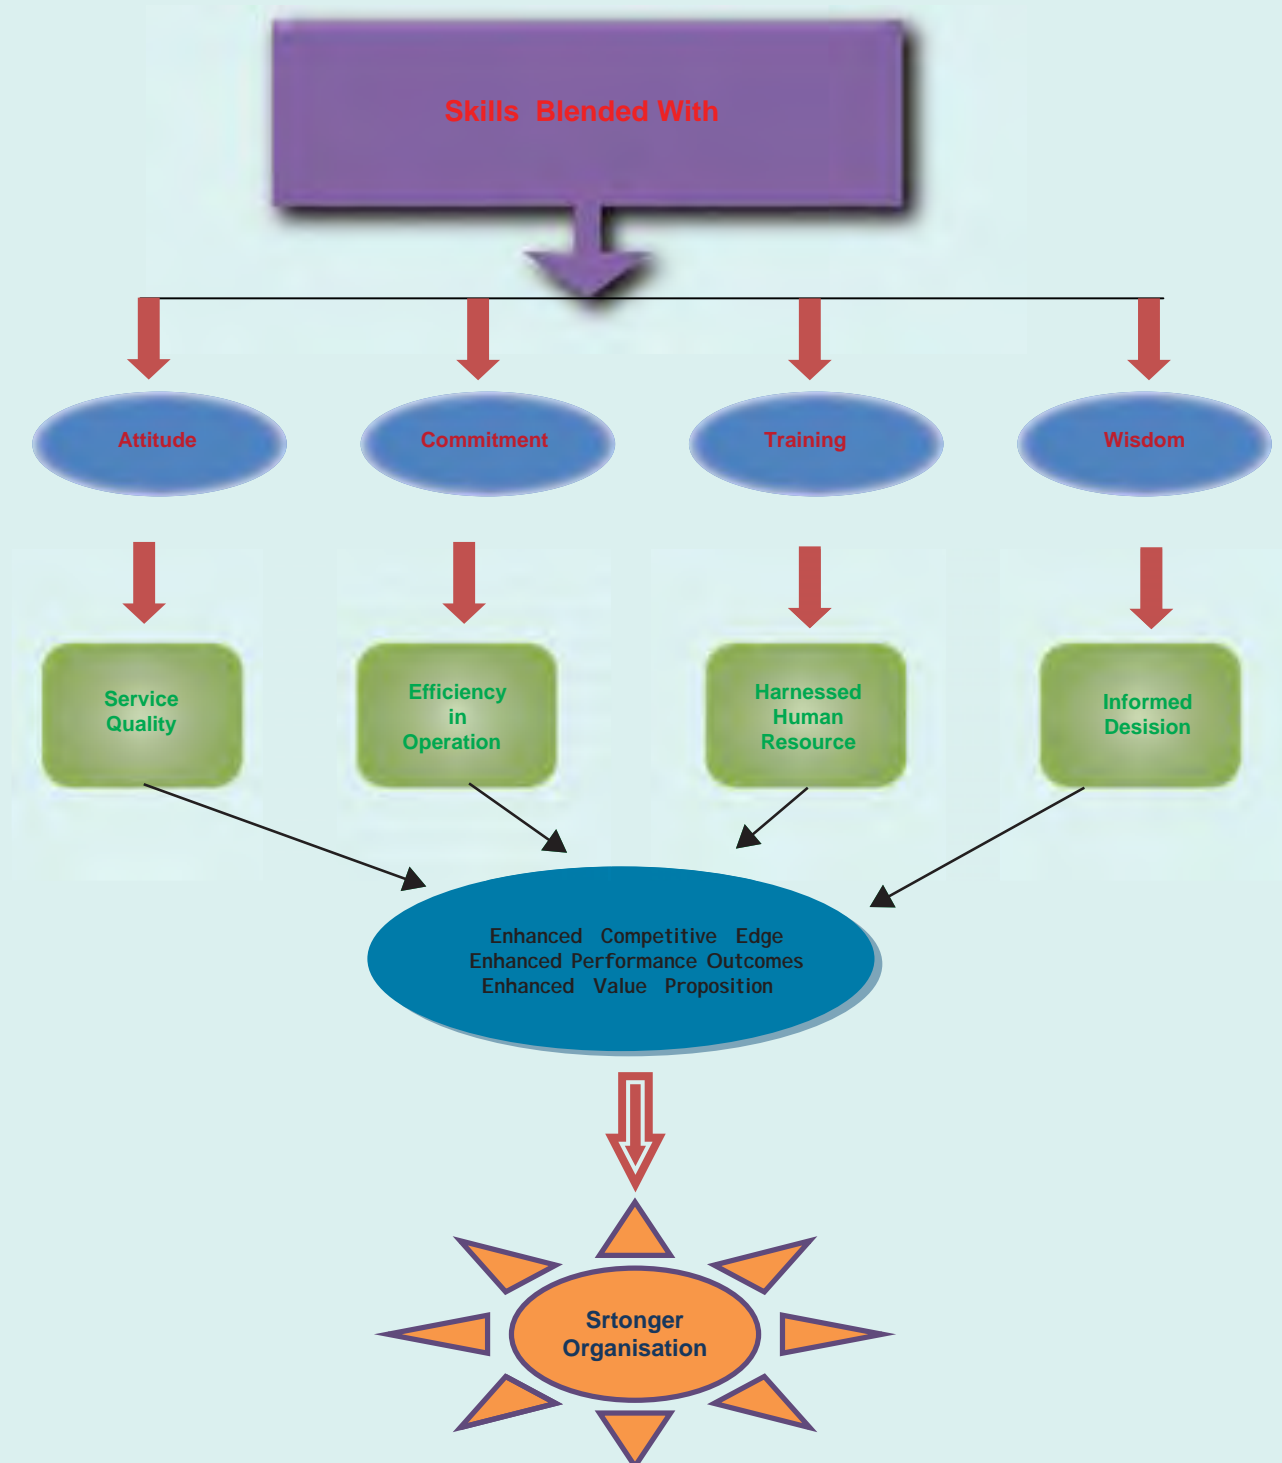 Skills Blended With
Attitude
Commitment
Training
Wisdom
Service
Quality
Efficiency
in
Operation
Harnessed
Human
Resource
Informed
Desision
Enhanced Competitive Edge
Enhanced Performance Outcomes
Enhanced Value Proposition
Srtonger
Organisation